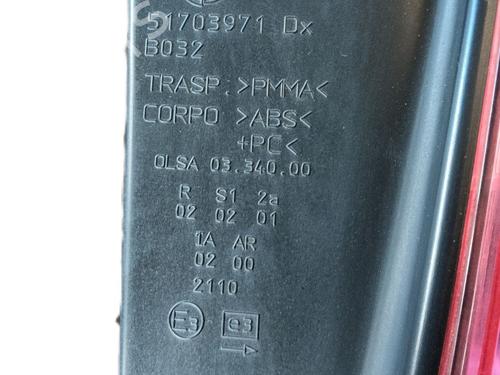 51703971 Dx
B032
TRASP. >PMMA<
CORPO >ABS<
+PC<
OLSA 03.340.00
R S1 2a
02 02 01
1A AR
02 00
2110
E3 e3